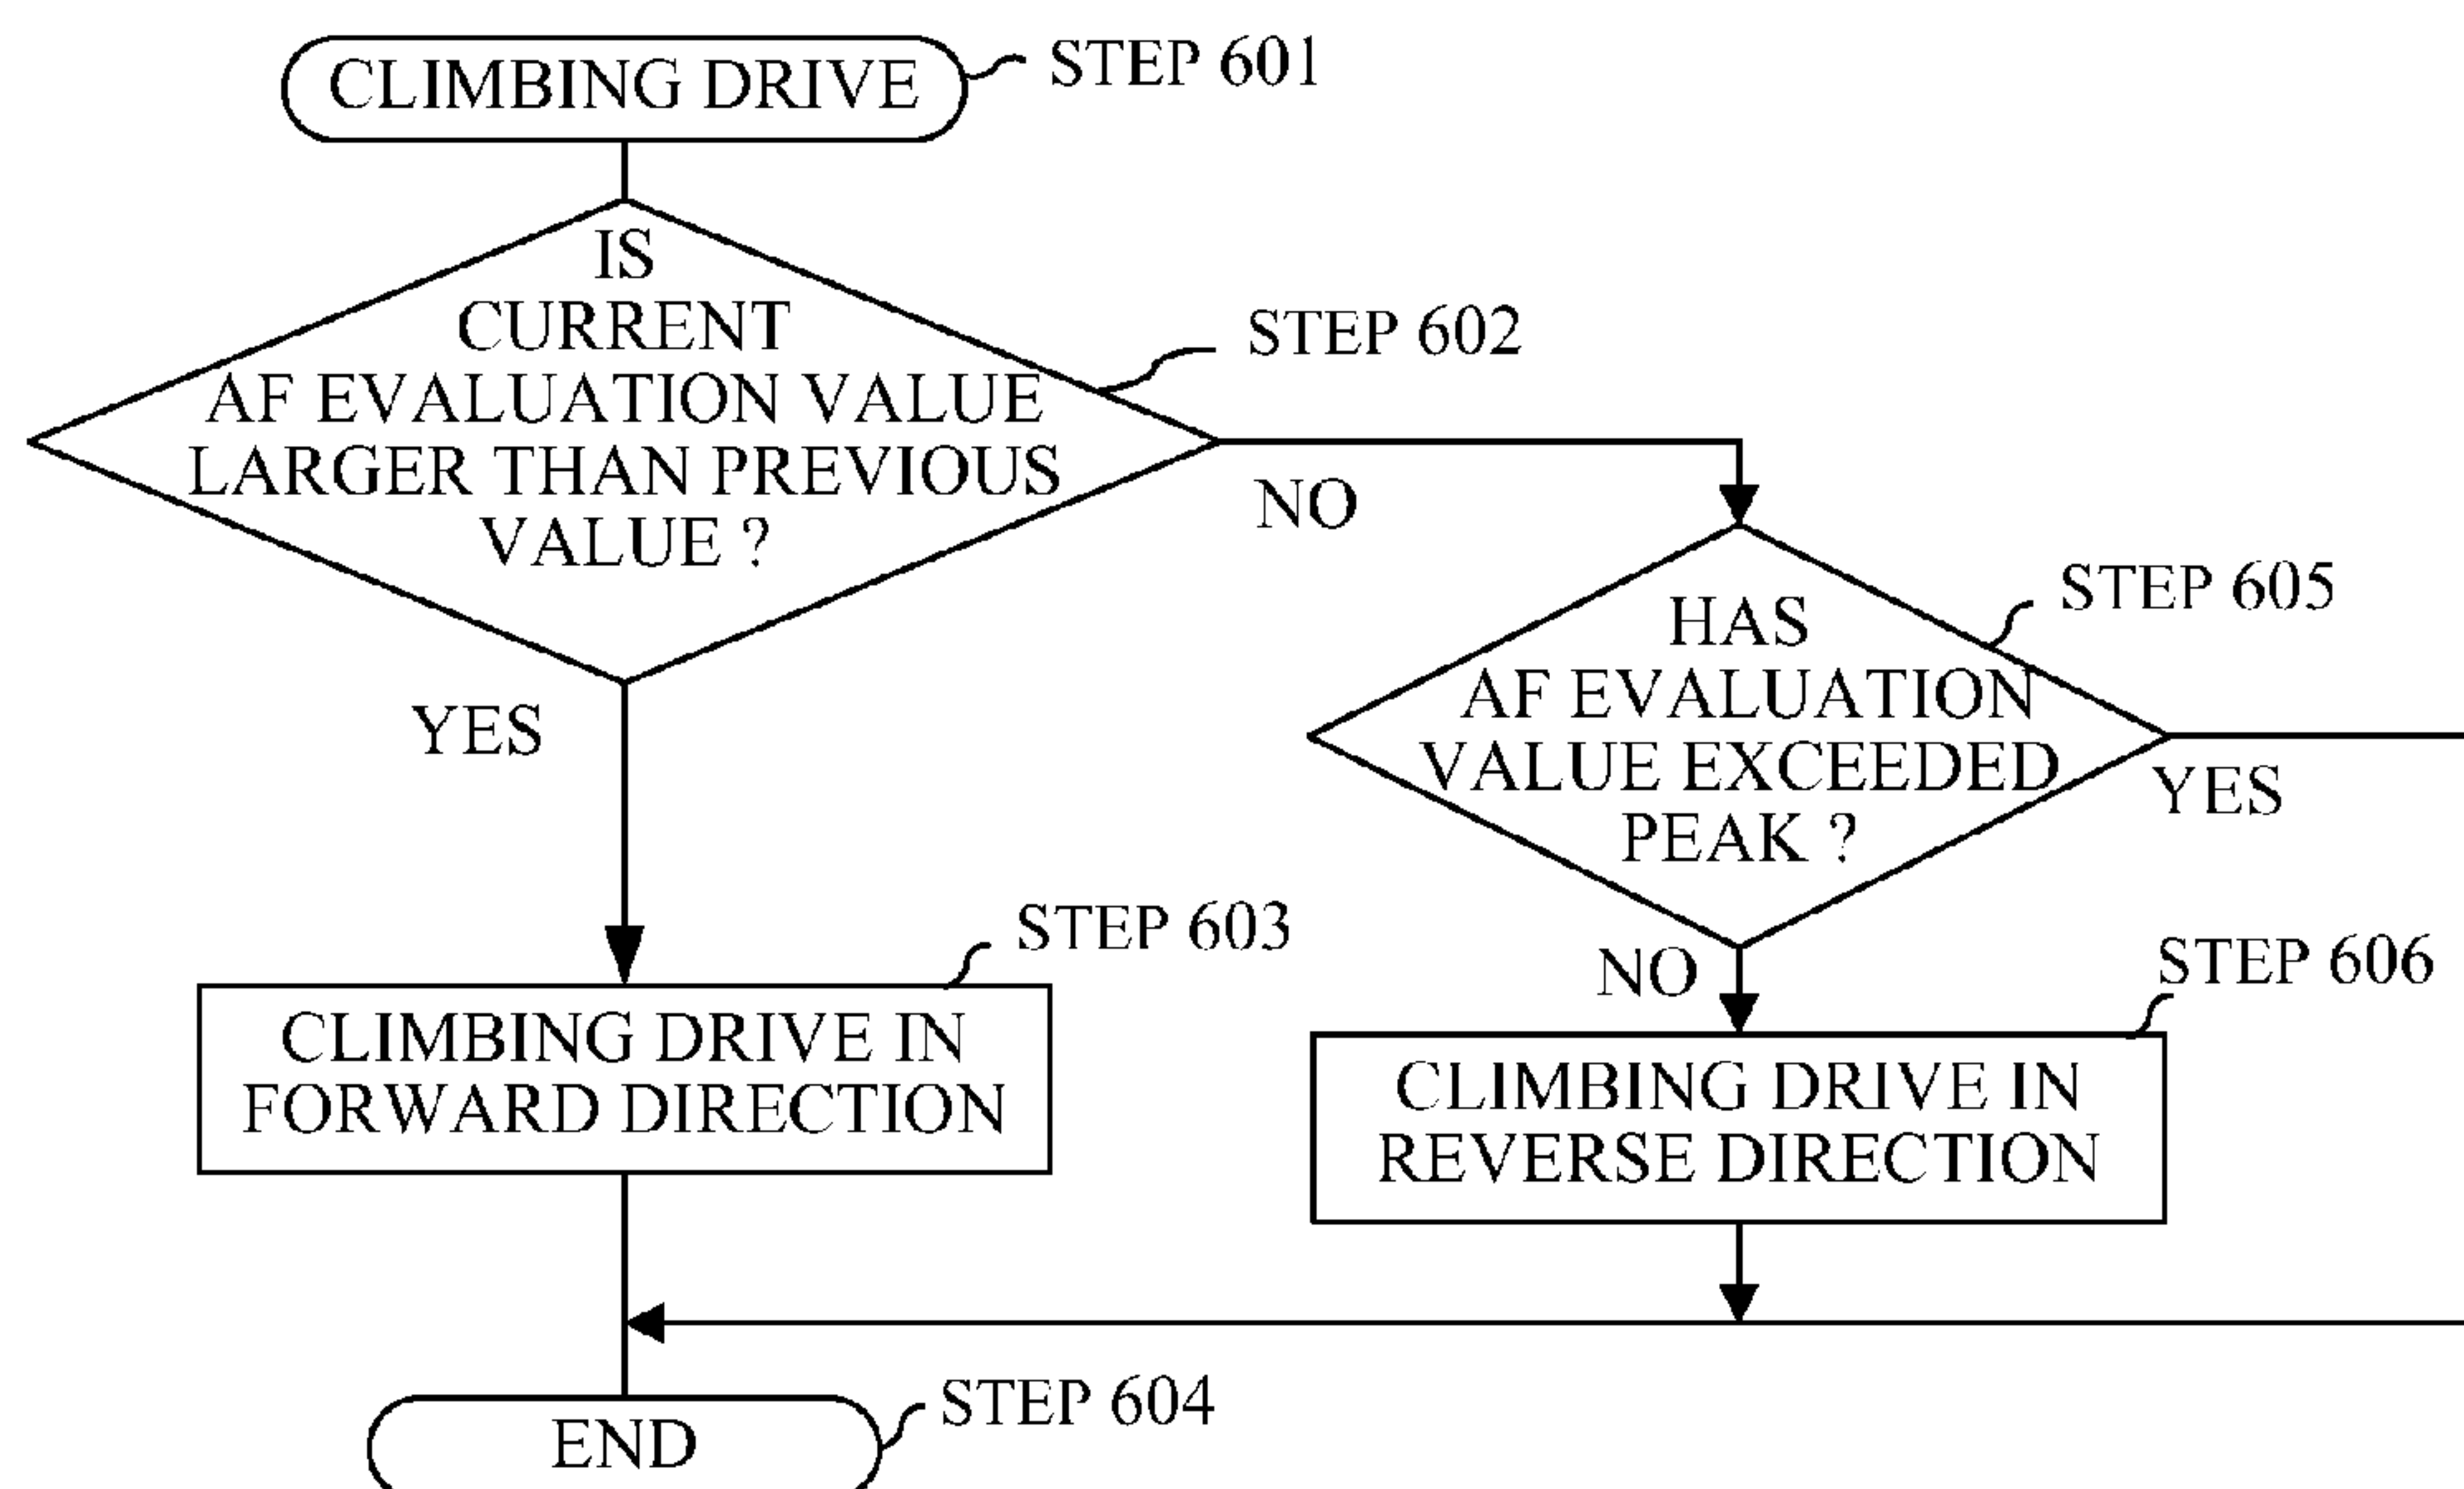 CLIMBING DRIVE
STEP 601
IS
CURRENT
AF EVALUATION VALUE
LARGER THAN PREVIOUS
VALUE ?
STEP 602
NO
YES
HAS
AF EVALUATION
VALUE EXCEEDED
PEAK ?
STEP 605
YES
NO
STEP 603
CLIMBING DRIVE IN
FORWARD DIRECTION
STEP 606
CLIMBING DRIVE IN
REVERSE DIRECTION
END
STEP 604